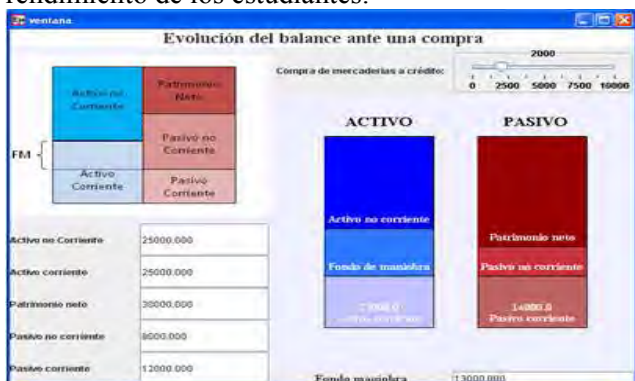 rendimiento de los estudiantes.
ventana
Evolución del balance ante una compra
Compra de mercaderías a crédito:
2000
0 2500 5000 7500 10000
Activo no
Corriente
Patrimonio
Neto
Pasivo no
Corriente
FM
Activo
Corriente
Pasivo
Corriente
ACTIVO
PASIVO
Activo no corriente
Fondo de maniobra
Patrimonio neto
Pasivo no corriente
14000.0
Pasivo corriente
Activo no Corriente 25000.000
Activo corriente 25000.000
Patrimonio neto 30000.000
Pasivo no corriente 8000.000
Pasivo corriente 12000.000
Fondo maniobra 13000.000